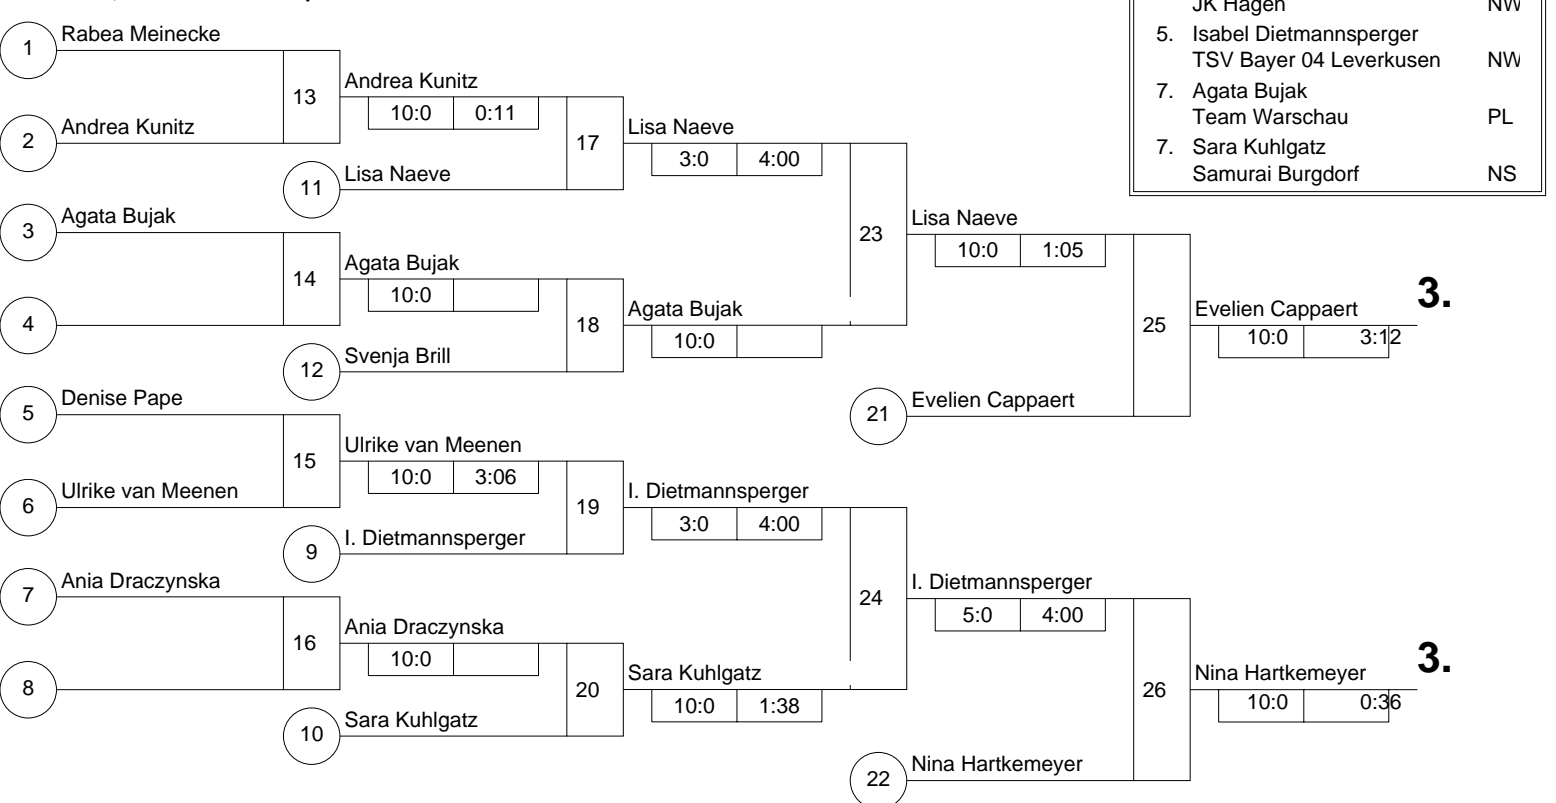 JK Hagen NW
5. Isabel Dietmannsperger
TSV Bayer 04 Leverkusen NW
7. Agata Bujak
Team Warschau PL
7. Sara Kuhlgatz
Samurai Burgdorf NS
1 Rabea Meinecke
13
Andrea Kunitz
10:0 0:11
2 Andrea Kunitz
17
Lisa Naeve
3:0 4:00
11 Lisa Naeve
3 Agata Bujak
23
Lisa Naeve
10:0 1:05
14
Agata Bujak
10:0
4
18
Agata Bujak
10:0
12 Svenja Brill
25
Evelien Cappaert 3.
10:0 3:12
5 Denise Pape
21 Evelien Cappaert
15
Ulrike van Meenen
10:0 3:06
6 Ulrike van Meenen
19
I. Dietmannsperger
3:0 4:00
9 I. Dietmannsperger
7 Ania Draczynska
24
I. Dietmannsperger
5:0 4:00
16
Ania Draczynska
10:0
8
20
Sara Kuhlgatz
10:0 1:38
10 Sara Kuhlgatz
26
Nina Hartkemeyer 3.
10:0 0:36
22 Nina Hartkemeyer